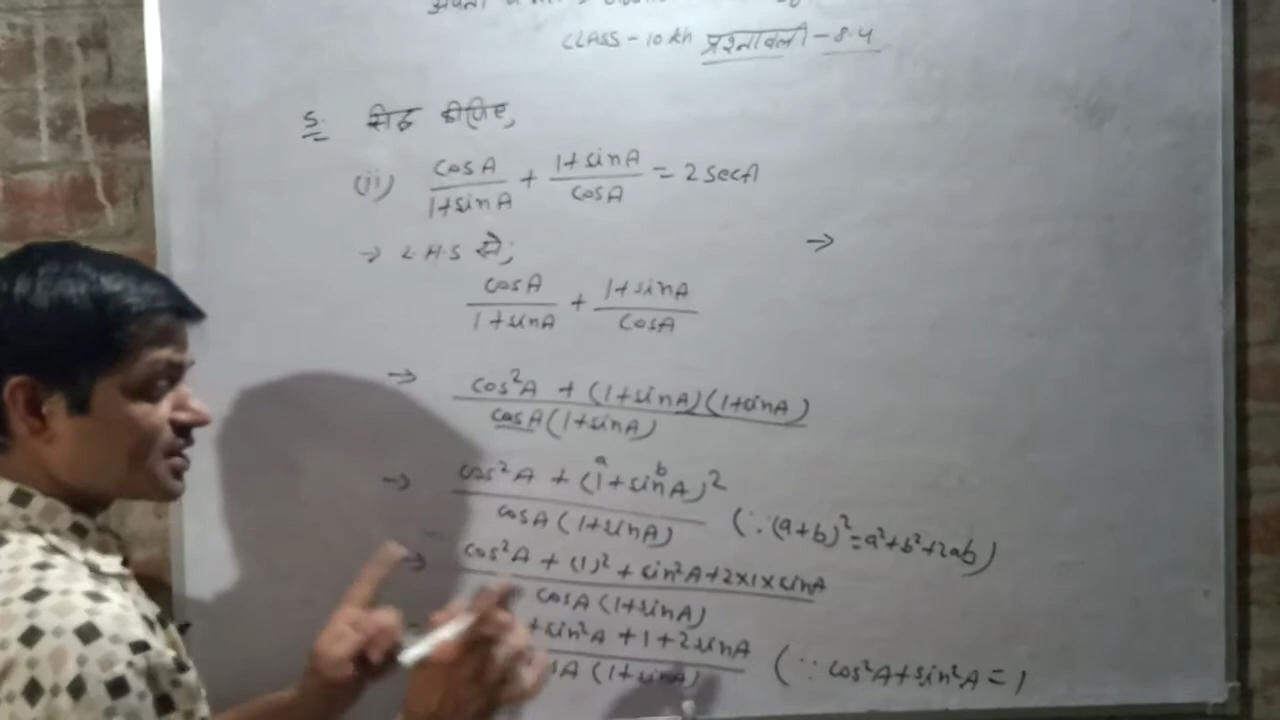 CLASS - 10th प्रश्नावली - 8.4
5. सिद्ध कीजिए,
(ii) cosA/(1+sinA) + (1+sinA)/cosA = 2 secA
→ L.H.S से;
→
cosA/(1+sinA) + (1+sinA)/cosA
→ (cos²A + (1+sinA)(1+sinA))/(cosA(1+sinA))
a b
→ (cos²A + (1+sinA)²)/(cosA(1+sinA)) (∵ (a+b)²=a²+b²+2ab)
→ (cos²A + (1)² + sin²A+2×1×sinA)/(cosA(1+sinA))
+sin²A +1+2sinA/(sA(1+sinA)) (∵ cos²A+sin²A=1